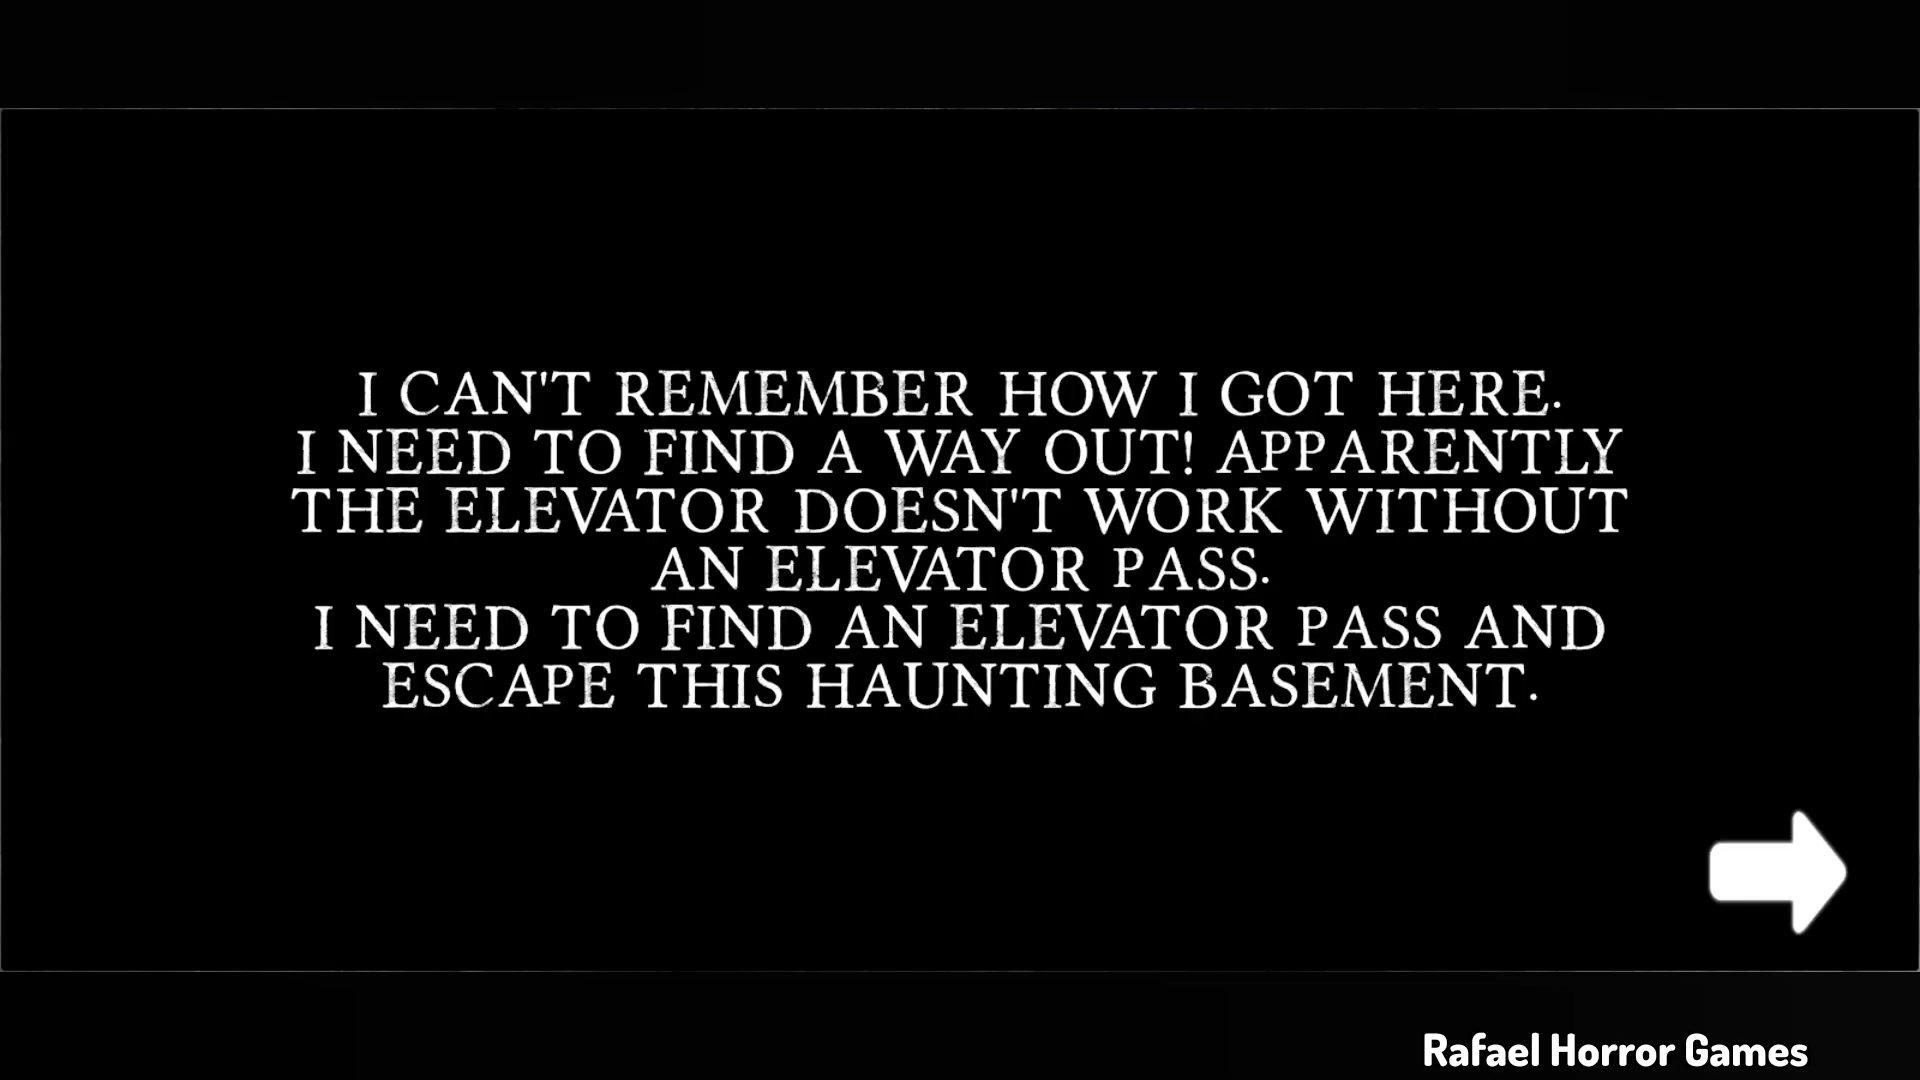 I CAN'T REMEMBER HOW I GOT HERE.
I NEED TO FIND A WAY OUT! APPARENTLY
THE ELEVATOR DOESN'T WORK WITHOUT
AN ELEVATOR PASS.
I NEED TO FIND AN ELEVATOR PASS AND
ESCAPE THIS HAUNTING BASEMENT.
Rafael Horror Games